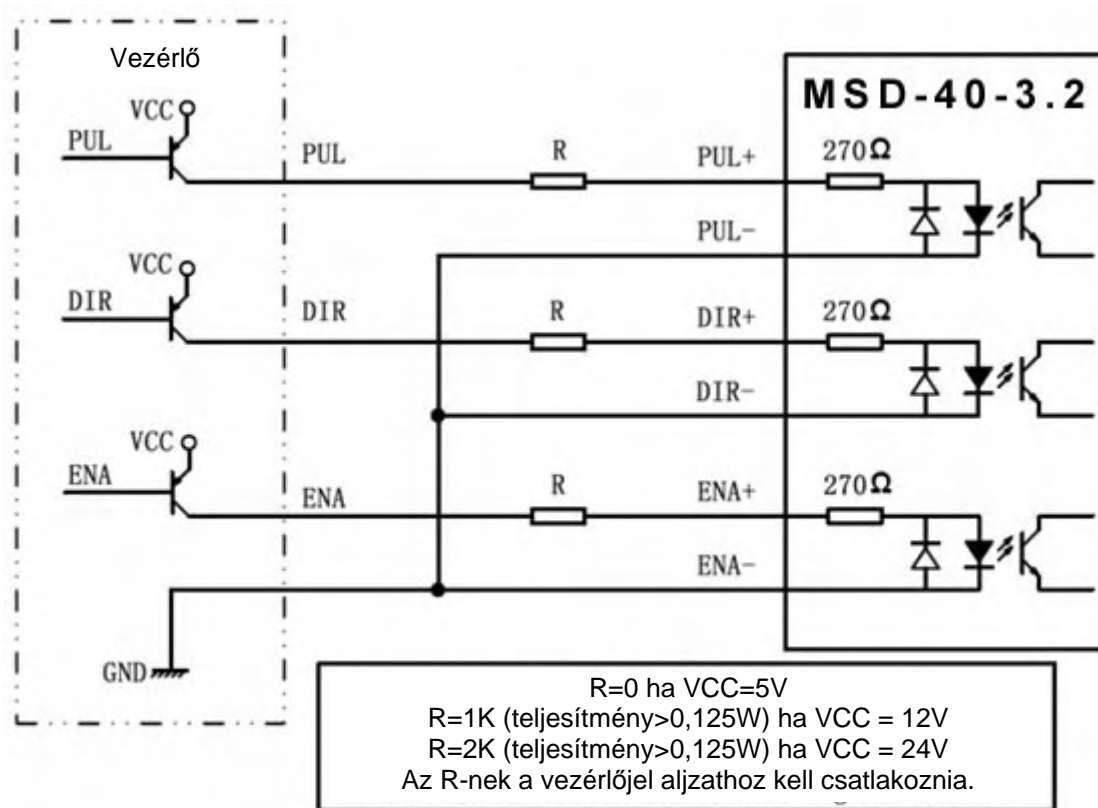 Vezérlő
MSD-40-3.2
VCC
PUL
PUL
R
PUL+
270Ω
PUL-
VCC
DIR
DIR
R
DIR+
270Ω
DIR-
VCC
ENA
ENA
R
ENA+
270Ω
ENA-
GND
R=0 ha VCC=5V
R=1K (teljesítmény>0,125W) ha VCC = 12V
R=2K (teljesítmény>0,125W) ha VCC = 24V
Az R-nek a vezérlőjel aljzathoz kell csatlakoznia.